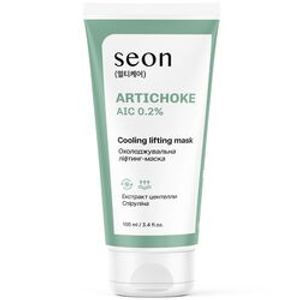 seon
(멀티케어)
ARTICHOKE
AIC 0.2%
Cooling lifting mask
Охолоджувальна
ліфтинг-маска
Екстракт центелли
Спіруліна
100 ml / 3.4 fl.oz.